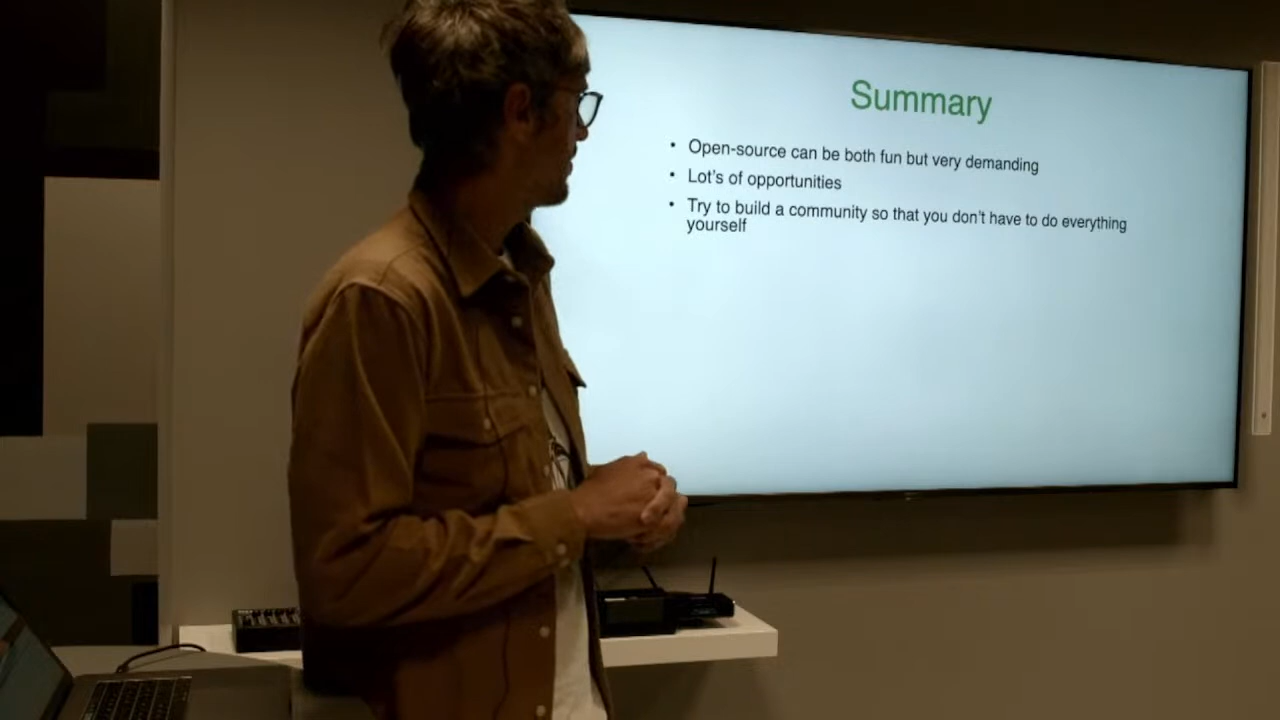 Summary
• Open-source can be both fun but very demanding
• Lot's of opportunities
• Try to build a community so that you don't have to do everything
yourself